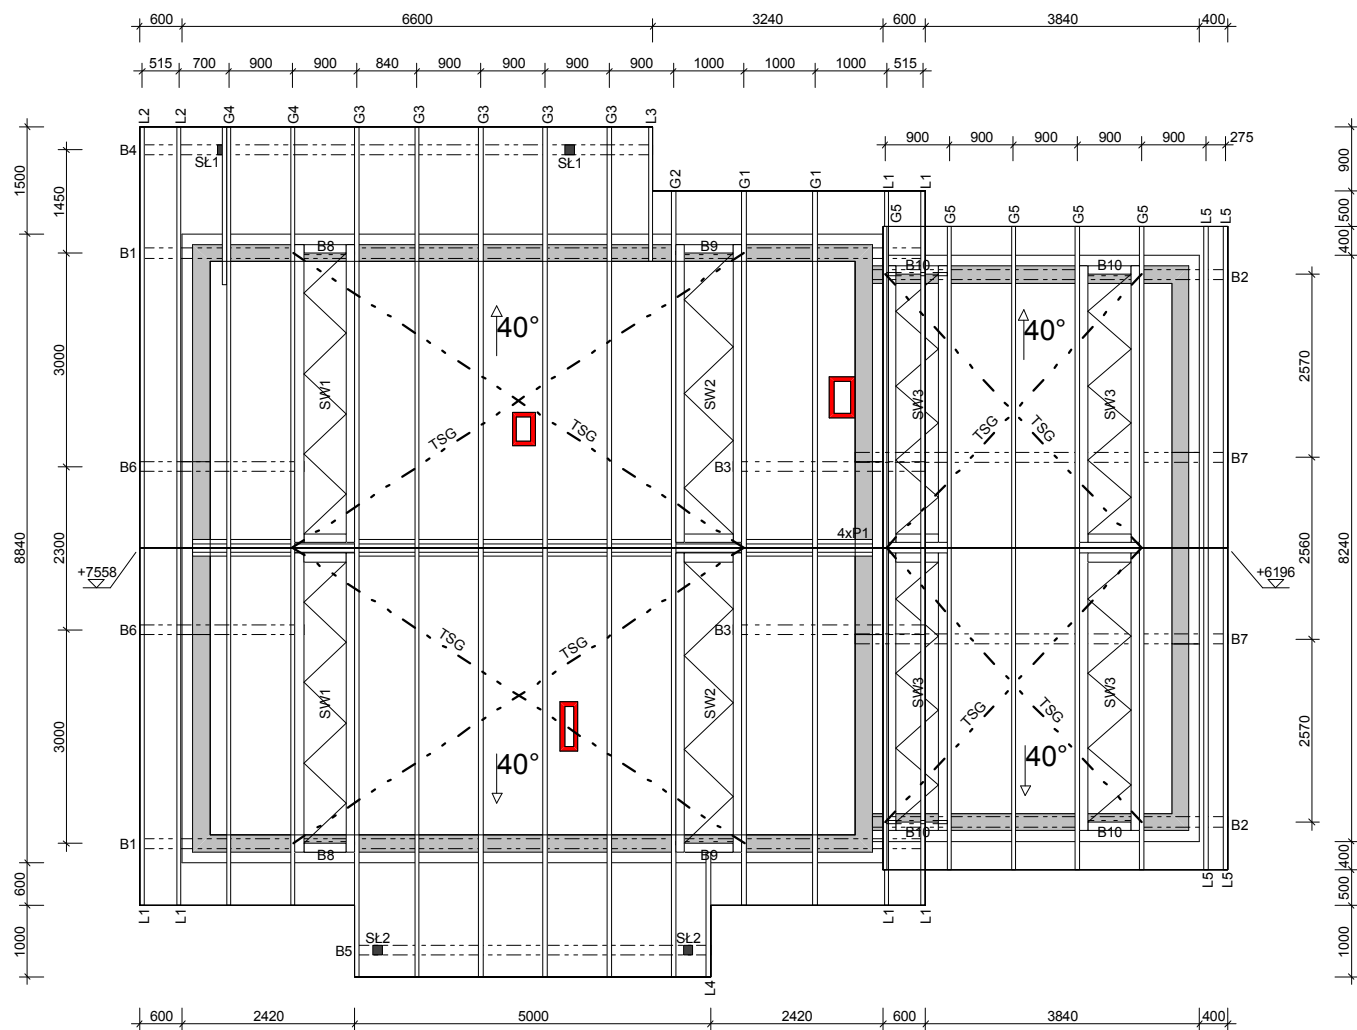 600 6600 3240 600 3840 400
515 700 900 900 840 900 900 900 900 1000 1000 1000 515
L2 L2 G4 G4 G3 G3 G3 G3 G3 L3
900 900 900 900 900 275
B4 SŁ1 SŁ1
G2 G1 G1 L1 L1
G5 G5 G5 G5 G5 L5 L5
1500 1450 900 500 400
B1 B8 B9 B10 B10 B2
40° 40°
3000 2570
SW1 SW2 SW3 SW3
TSG TSG TSG TSG
B6 B3 B7
4xP1
8840 2300 2560 8240
+7558 +6196
B6 B3 B7
TSG TSG TSG TSG
SW1 SW2 SW3 SW3
3000 2570
40° 40°
B1 B8 B9 B10 B10 B2
600 400
L1 L1 L1 L1 L5 L5
500
1000 B5 SŁ2 SŁ2 1000
L4
600 2420 5000 2420 600 3840 400